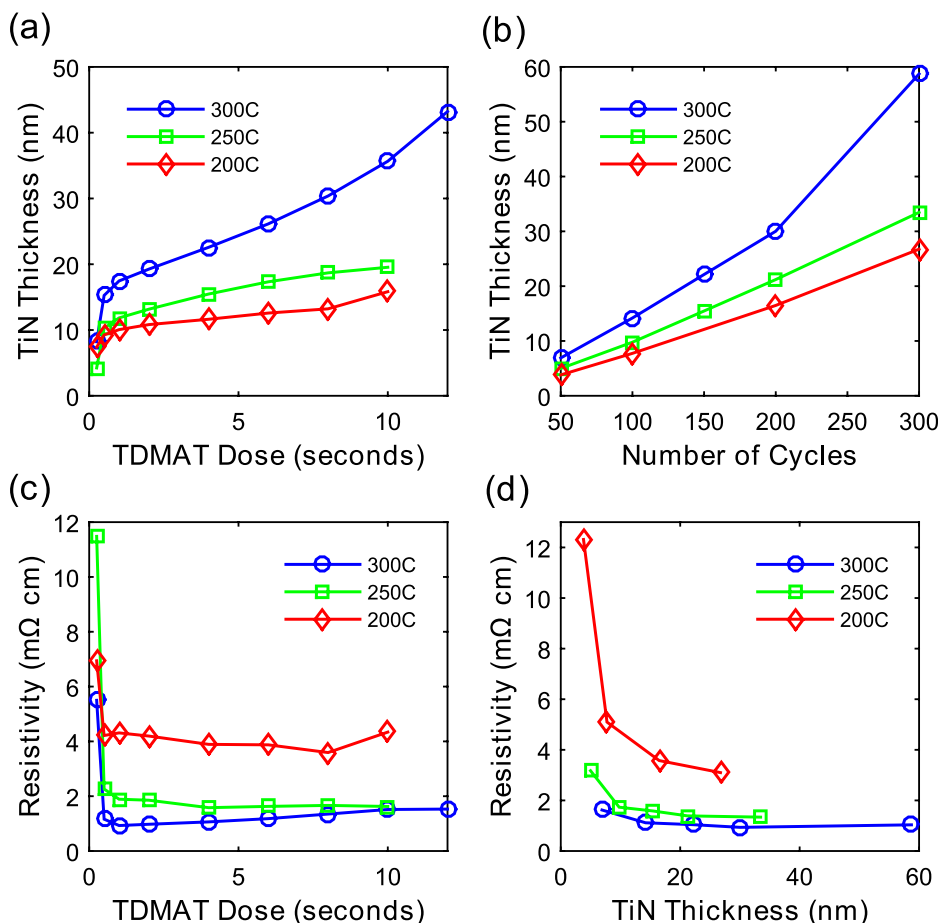 (a)
50
40
30
20
10
0
TiN Thickness (nm)
300C
250C
200C
0 5 10
TDMAT Dose (seconds)
(b)
60
50
40
30
20
10
0
TiN Thickness (nm)
300C
250C
200C
50 100 150 200 250 300
Number of Cycles
(c)
12
10
8
6
4
2
0
Resistivity (mΩ cm)
300C
250C
200C
0 5 10
TDMAT Dose (seconds)
(d)
12
10
8
6
4
2
0
Resistivity (mΩ cm)
300C
250C
200C
0 20 40 60
TiN Thickness (nm)